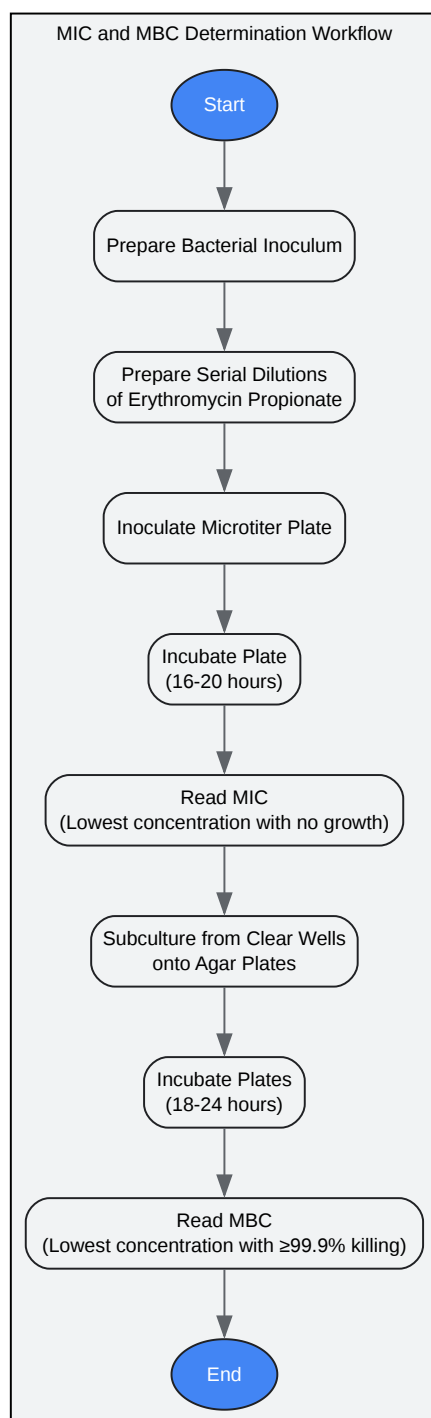 MIC and MBC Determination Workflow
Start
Prepare Bacterial Inoculum
Prepare Serial Dilutions
of Erythromycin Propionate
Inoculate Microtiter Plate
Incubate Plate
(16-20 hours)
Read MIC
(Lowest concentration with no growth)
Subculture from Clear Wells
onto Agar Plates
Incubate Plates
(18-24 hours)
Read MBC
(Lowest concentration with ≥99.9% killing)
End